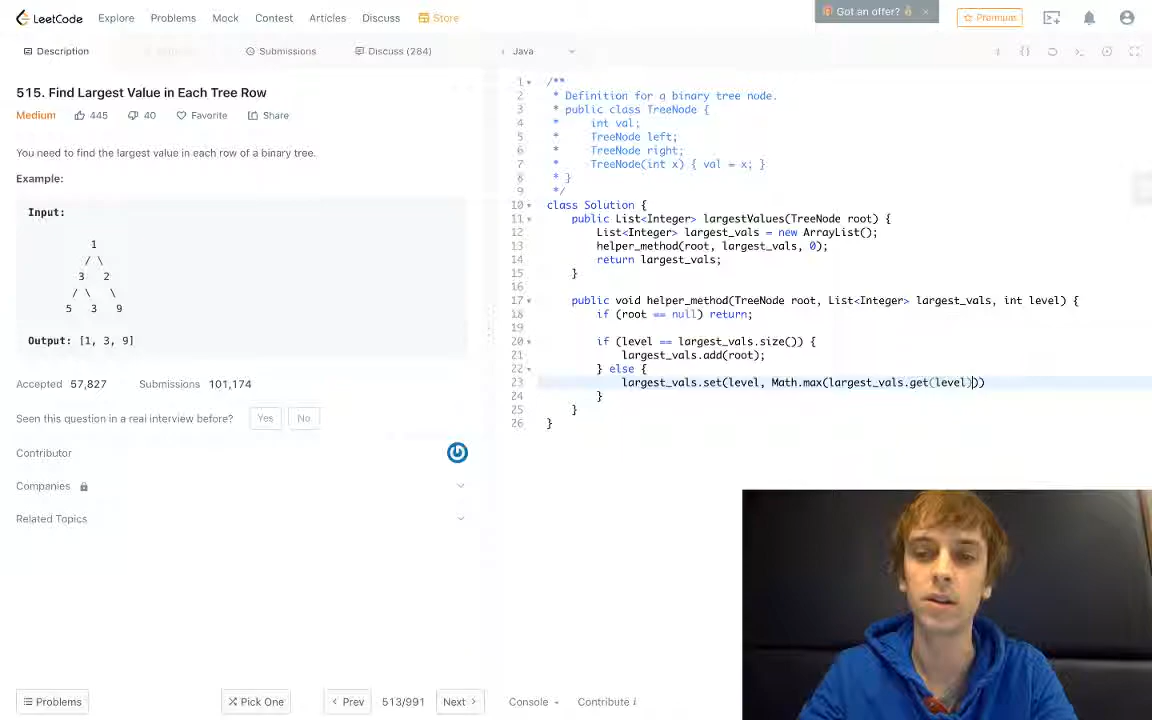 LeetCode Explore Problems Mock Contest Articles Discuss Store
Got an offer? ×
Premium
Description Submissions Discuss (284)
Java
515. Find Largest Value in Each Tree Row
Medium 445 40 Favorite Share
You need to find the largest value in each row of a binary tree.
Example:
Input:
1
/ \
3 2
/ \ \
5 3 9
Output: [1, 3, 9]
Accepted 57,827 Submissions 101,174
Seen this question in a real interview before? Yes No
Contributor
Companies
Related Topics
Problems Pick One Prev 513/991 Next
1 /**
2 * Definition for a binary tree node.
3 * public class TreeNode {
4 * int val;
5 * TreeNode left;
6 * TreeNode right;
7 * TreeNode(int x) { val = x; }
8 * }
9 */
10 class Solution {
11 public List<Integer> largestValues(TreeNode root) {
12 List<Integer> largest_vals = new ArrayList();
13 helper_method(root, largest_vals, 0);
14 return largest_vals;
15 }
16
17 public void helper_method(TreeNode root, List<Integer> largest_vals, int level) {
18 if (root == null) return;
19
20 if (level == largest_vals.size()) {
21 largest_vals.add(root);
22 } else {
23 largest_vals.set(level, Math.max(largest_vals.get(level)))
24 }
25 }
26 }
Console Contribute i